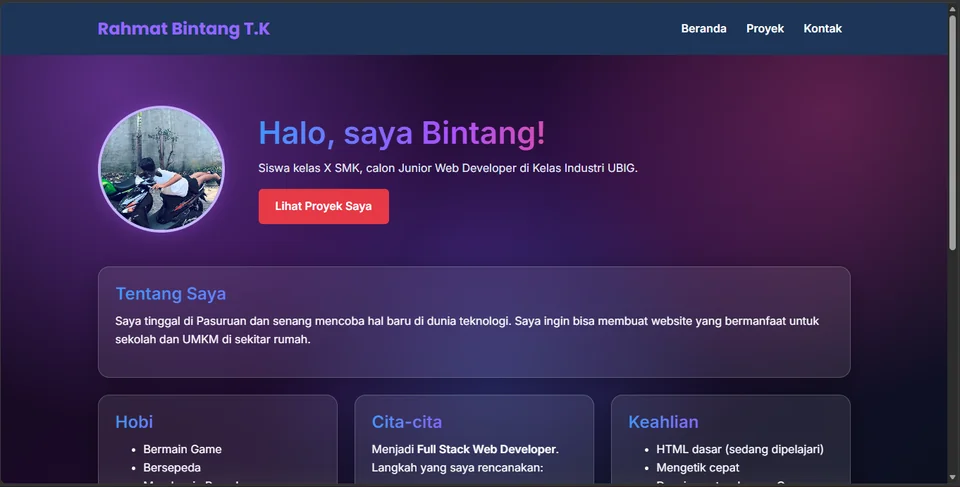 Rahmat Bintang T.K
Beranda Proyek Kontak
Halo, saya Bintang!
Siswa kelas X SMK, calon Junior Web Developer di Kelas Industri UBIG.
Lihat Proyek Saya
Tentang Saya
Saya tinggal di Pasuruan dan senang mencoba hal baru di dunia teknologi. Saya ingin bisa membuat website yang bermanfaat untuk
sekolah dan UMKM di sekitar rumah.
Hobi
• Bermain Game
• Bersepeda
Cita-cita
Menjadi Full Stack Web Developer.
Langkah yang saya rencanakan:
Keahlian
• HTML dasar (sedang dipelajari)
• Mengetik cepat